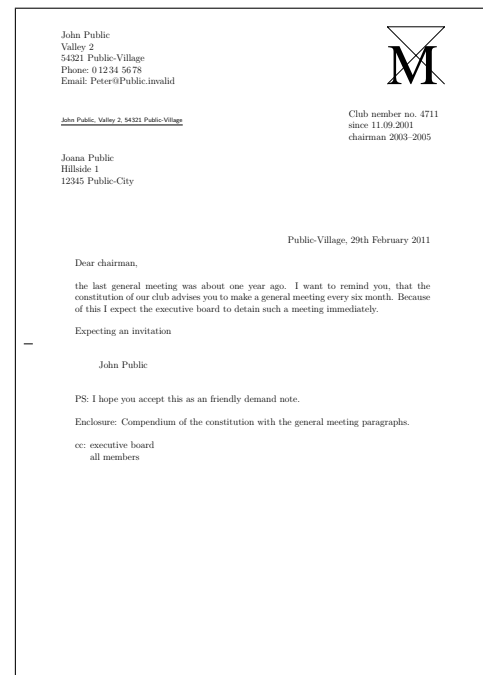 John Public
Valley 2
54321 Public-Village
Phone: 0 12 34 56 78
Email: Peter@Public.invalid
M
John Public, Valley 2, 54321 Public-Village
Club nember no. 4711
since 11.09.2001
chairman 2003–2005
Joana Public
Hillside 1
12345 Public-City
Public-Village, 29th February 2011
Dear chairman,
the last general meeting was about one year ago. I want to remind you, that the
constitution of our club advises you to make a general meeting every six month. Because
of this I expect the executive board to detain such a meeting immediately.
Expecting an invitation
John Public
PS: I hope you accept this as an friendly demand note.
Enclosure: Compendium of the constitution with the general meeting paragraphs.
cc: executive board
all members